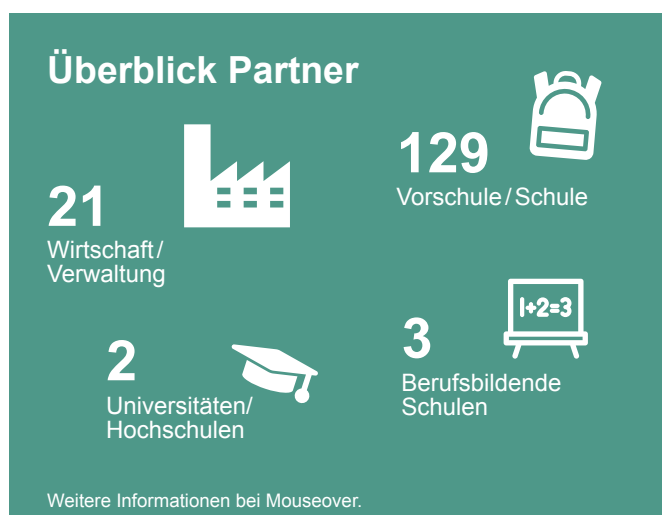 Überblick Partner
21
Wirtschaft/
Verwaltung
129
Vorschule/Schule
2
Universitäten/
Hochschulen
1+2=3
3
Berufsbildende
Schulen
Weitere Informationen bei Mouseover.